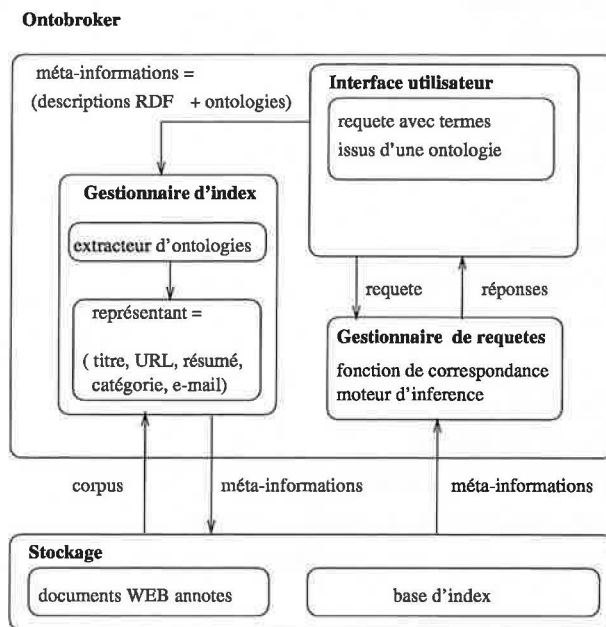 Ontobroker
méta-informations =
(descriptions RDF + ontologies)
Interface utilisateur
requete avec termes
issus d'une ontologie
Gestionnaire d'index
extracteur d'ontologies
représentant =
( titre, URL, résumé,
catégorie, e-mail)
requete
réponses
Gestionnaire de requetes
fonction de correspondance
moteur d'inference
corpus
méta-informations
méta-informations
Stockage
documents WEB annotes
base d'index